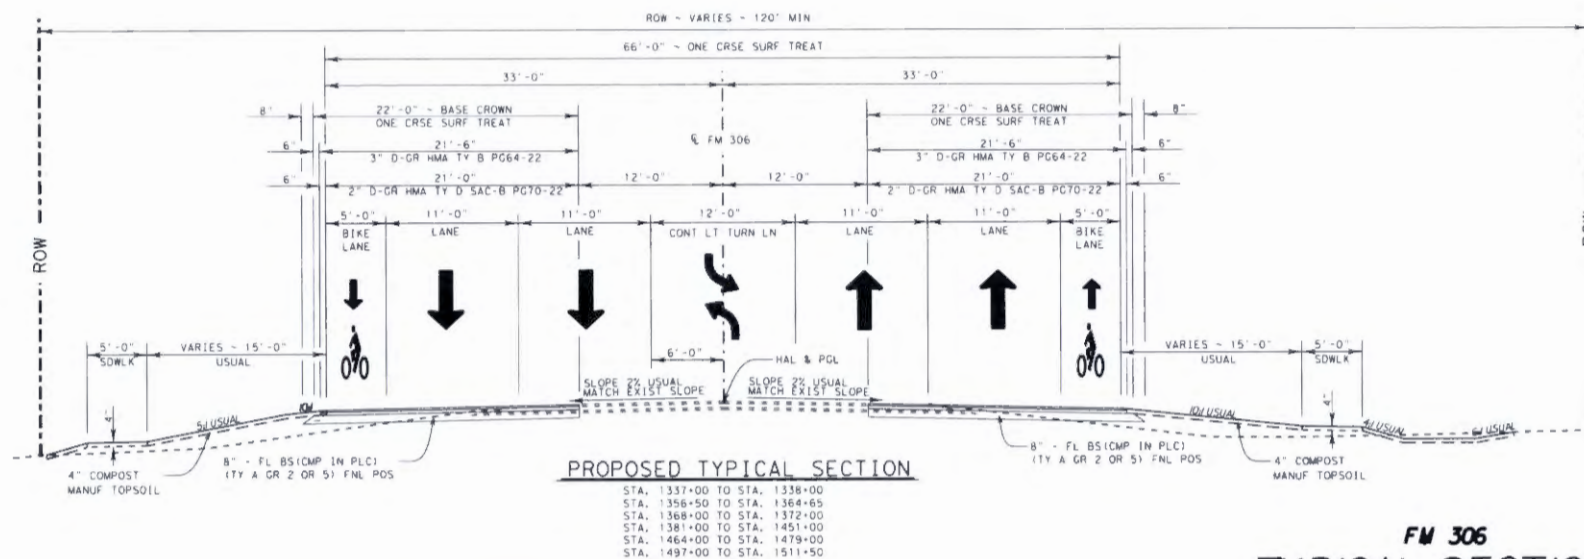 ROW ~ VARIES ~ 120' MIN
66'-0" ~ ONE CRSE SURF TREAT
33'-0" 33'-0"
8" 22'-0" ~ BASE CROWN 22'-0" ~ BASE CROWN 8"
ONE CRSE SURF TREAT ONE CRSE SURF TREAT
℄ FM 306
6" 21'-6" 21'-6" 6"
3" D-GR HMA TY B PG64-22 3" D-GR HMA TY B PG64-22
6" 21'-0" 12'-0" 12'-0" 21'-0" 6"
2" D-GR HMA TY D SAC-B PG70-22 2" D-GR HMA TY D SAC-B PG70-22
5'-0" 11'-0" 11'-0" 12'-0" 11'-0" 11'-0" 5'-0"
BIKE LANE LANE LANE CONT LT TURN LN LANE LANE BIKE LANE
ROW
5'-0" VARIES ~ 15'-0" 6'-0" HAL & PGL VARIES ~ 15'-0" 5'-0"
SDWLK USUAL USUAL SDWLK
SLOPE 2% USUAL SLOPE 2% USUAL
MATCH EXIST SLOPE MATCH EXIST SLOPE
4" 4"
USUAL USUAL USUAL USUAL
4" COMPOST 8" - FL BS(CMP IN PLC) 8" - FL BS(CMP IN PLC) 4" COMPOST
MANUF TOPSOIL (TY A GR 2 OR 5) FNL POS (TY A GR 2 OR 5) FNL POS MANUF TOPSOIL
PROPOSED TYPICAL SECTION
STA. 1337+00 TO STA. 1338+00
STA. 1356+50 TO STA. 1364+65
STA. 1368+00 TO STA. 1372+00
STA. 1381+00 TO STA. 1451+00
STA. 1464+00 TO STA. 1479+00
STA. 1497+00 TO STA. 1511+50
FM 306